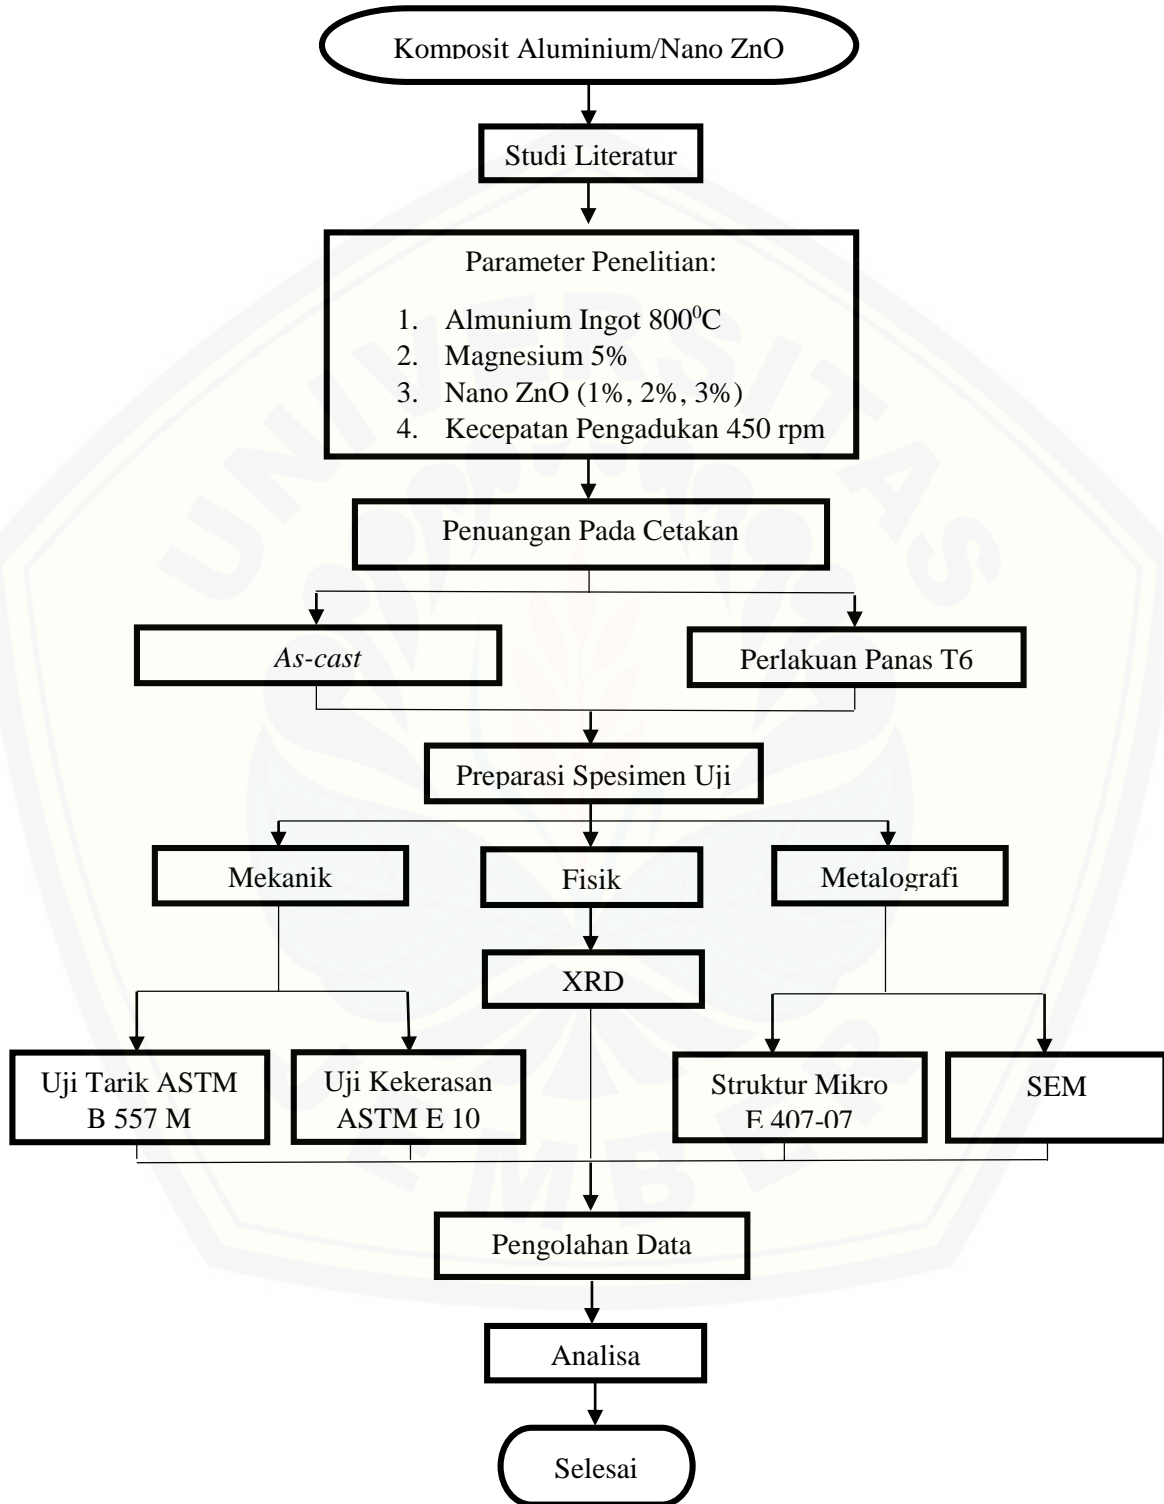 Komposit Aluminium/Nano ZnO
Studi Literatur
Parameter Penelitian:
1. Almunium Ingot 800⁰C
2. Magnesium 5%
3. Nano ZnO (1%, 2%, 3%)
4. Kecepatan Pengadukan 450 rpm
Penuangan Pada Cetakan
As-cast
Perlakuan Panas T6
Preparasi Spesimen Uji
Mekanik
Fisik
Metalografi
XRD
Uji Tarik ASTM
B 557 M
Uji Kekerasan
ASTM E 10
Struktur Mikro
E 407-07
SEM
Pengolahan Data
Analisa
Selesai
UNIVERSITAS
JEMBER